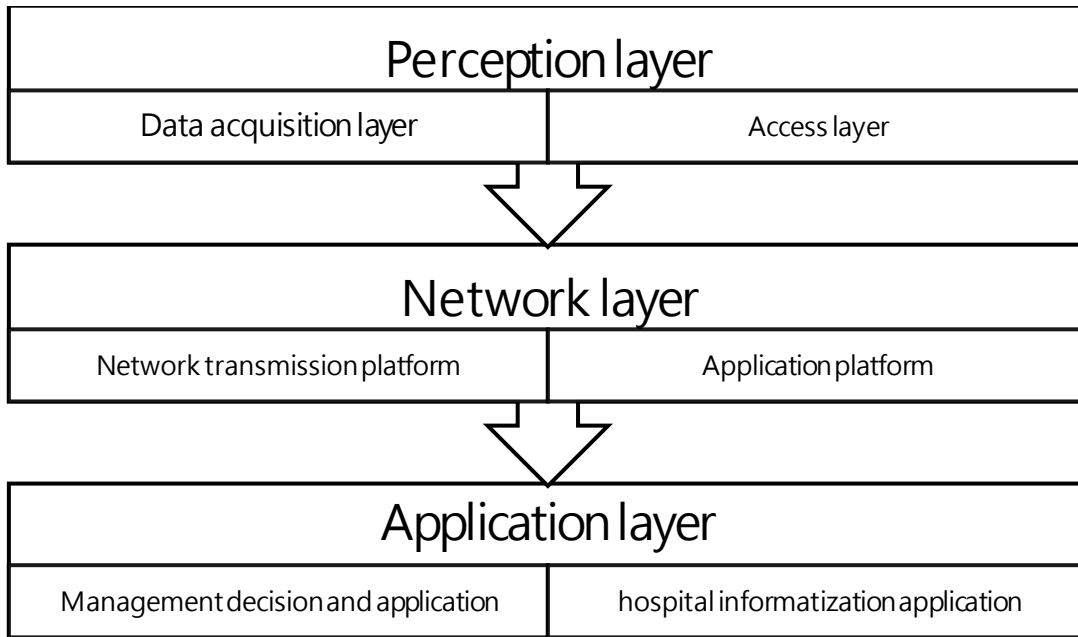 Perception layer
Data acquisition layer
Access layer
Network layer
Network transmission platform
Application platform
Application layer
Management decision and application
hospital informatization application